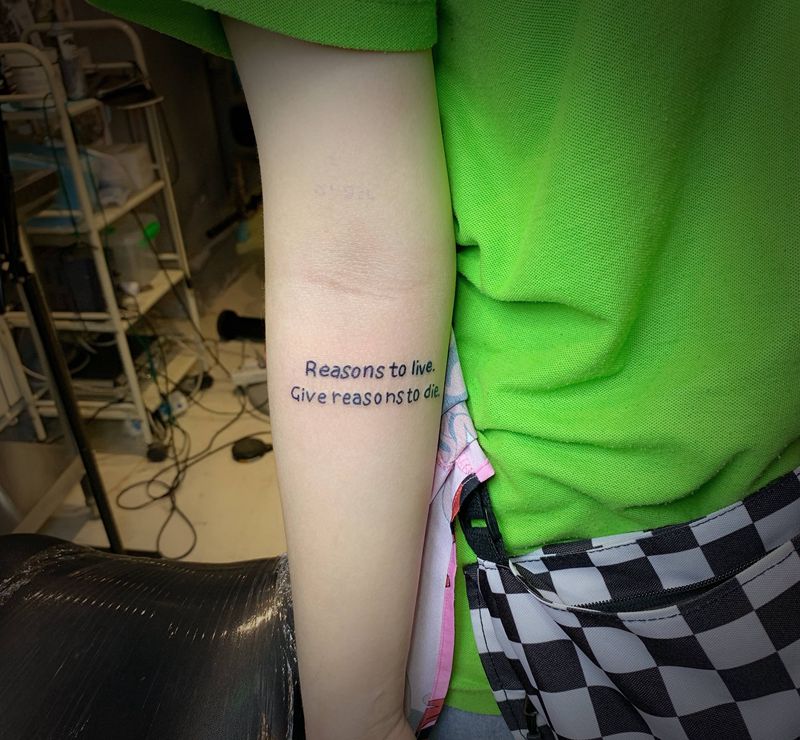 Reasons to live.
Give reasons to die.